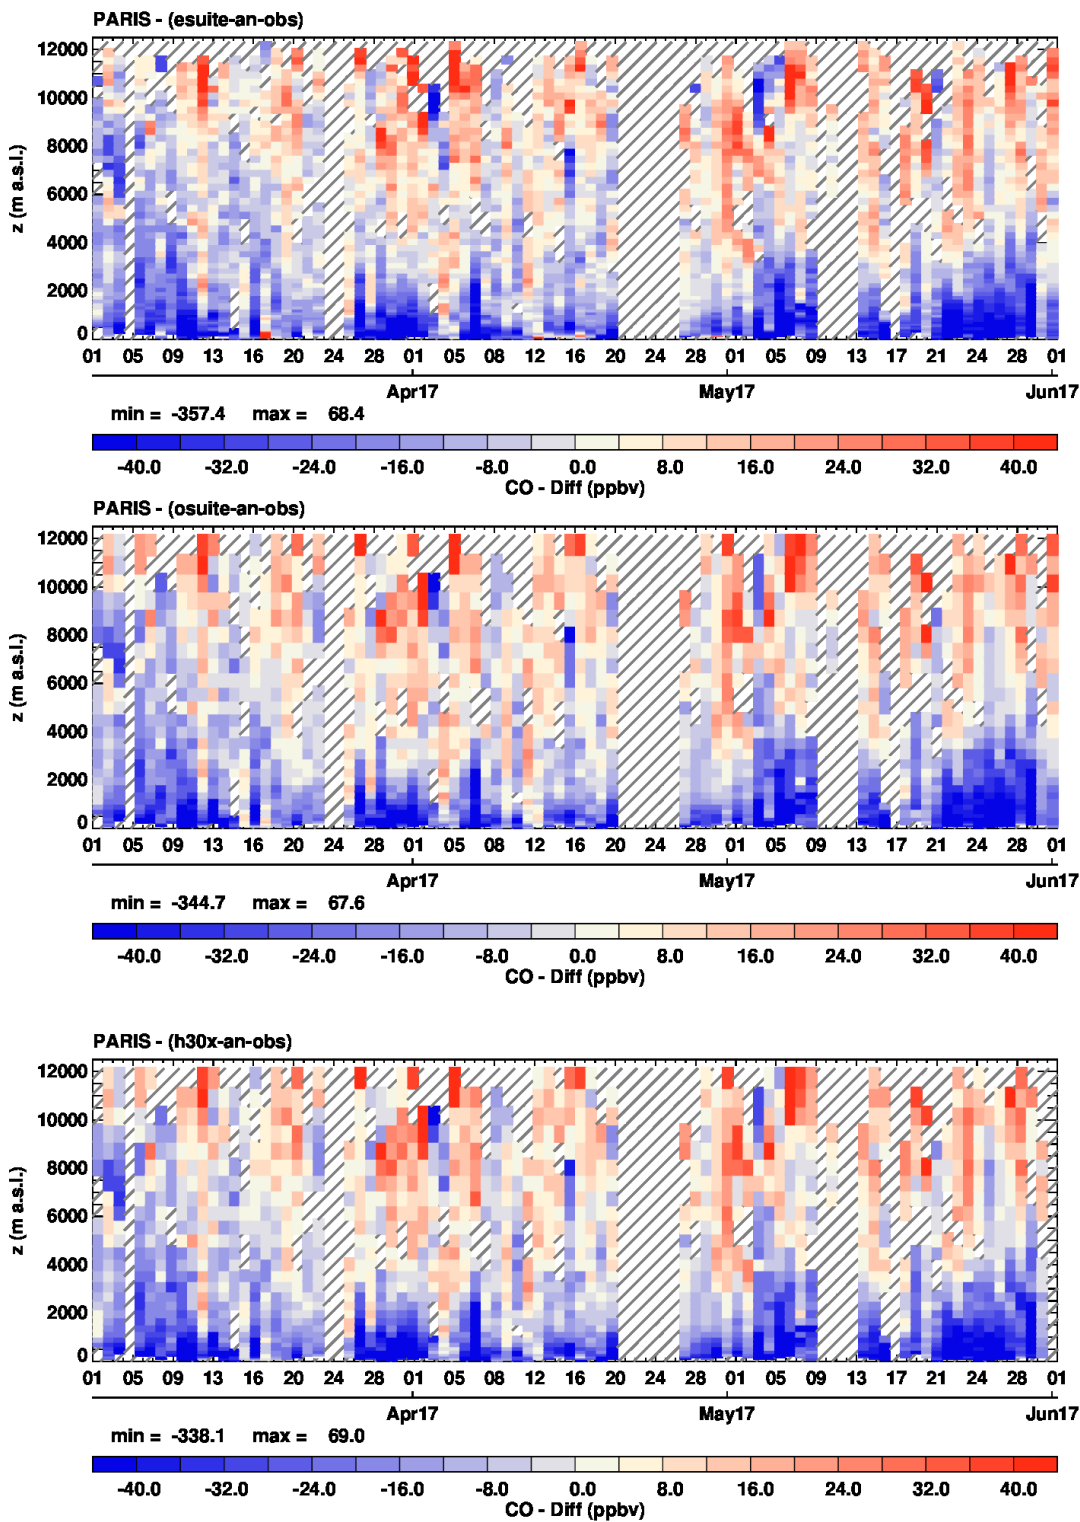 PARIS - (esuite-an-obs)
12000
10000
8000
6000
4000
2000
0
z (m a.s.l.)
01 05 09 13 16 20 24 28 01 05 08 12 16 20 24 28 01 05 09 13 17 21 24 28 01
Apr17 May17 Jun17
min = -357.4 max = 68.4
-40.0 -32.0 -24.0 -16.0 -8.0 0.0 8.0 16.0 24.0 32.0 40.0
CO - Diff (ppbv)
PARIS - (osuite-an-obs)
12000
10000
8000
6000
4000
2000
0
z (m a.s.l.)
01 05 09 13 16 20 24 28 01 05 08 12 16 20 24 28 01 05 09 13 17 21 24 28 01
Apr17 May17 Jun17
min = -344.7 max = 67.6
-40.0 -32.0 -24.0 -16.0 -8.0 0.0 8.0 16.0 24.0 32.0 40.0
CO - Diff (ppbv)
PARIS - (h30x-an-obs)
12000
10000
8000
6000
4000
2000
0
z (m a.s.l.)
01 05 09 13 16 20 24 28 01 05 08 12 16 20 24 28 01 05 09 13 17 21 24 28 01
Apr17 May17 Jun17
min = -338.1 max = 69.0
-40.0 -32.0 -24.0 -16.0 -8.0 0.0 8.0 16.0 24.0 32.0 40.0
CO - Diff (ppbv)